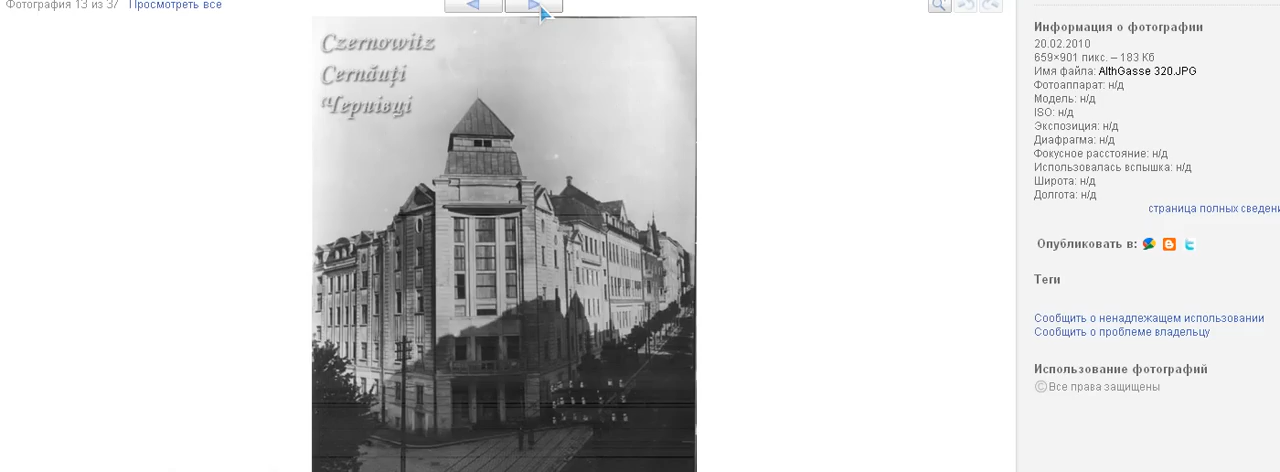 Фотография 13 из 37 Просмотреть все
Czernowitz
Cernăuți
Чернівці
Информация о фотографии
20.02.2010
659×901 пикс. – 183 Кб
Имя файла: AlthGasse 320.JPG
Фотоаппарат: н/д
Модель: н/д
ISO: н/д
Экспозиция: н/д
Диафрагма: н/д
Фокусное расстояние: н/д
Использовалась вспышка: н/д
Широта: н/д
Долгота: н/д
страница полных сведени
Опубликовать в:
Теги
Сообщить о ненадлежащем использовании
Сообщить о проблеме владельцу
Использование фотографий
©Все права защищены